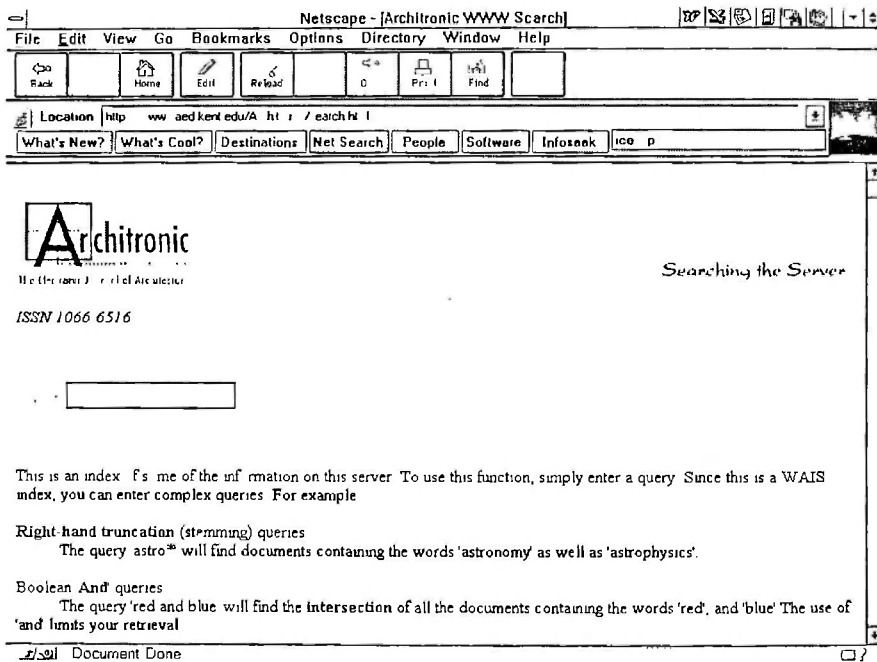 Netscape - [Architronic WWW Search]
File Edit View Go Bookmarks Options Directory Window Help
Back Home Edit Reload Find
Location http
What's New? What's Cool? Destinations Net Search People Software Infoseek
Architronic
Searching the Server
ISSN 1066 6516
This is an index of the on this server To use this function, simply enter a query Since this is a WAIS
index, you can enter complex queries For example
Right-hand truncation (stemming) queries
The query astro* will find documents containing the words 'astronomy' as well as 'astrophysics'.
Boolean And' queries
The query 'red and blue will find the intersection of all the documents containing the words 'red', and 'blue' The use of
'and' limits your retrieval
Document Done